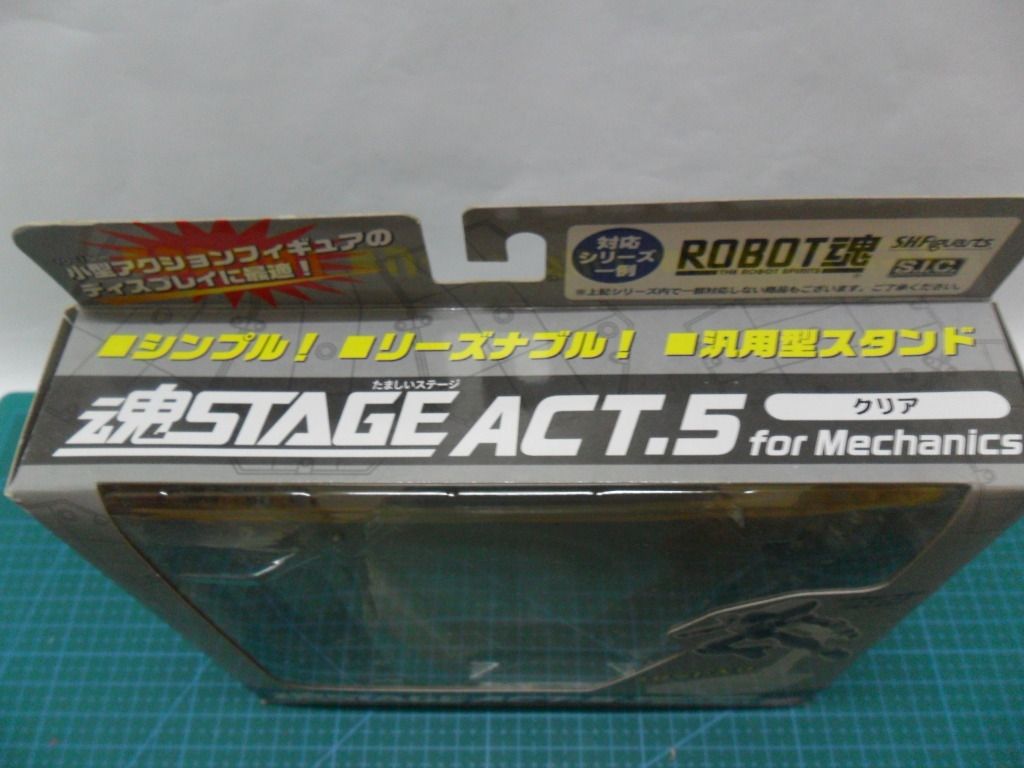 小型アクションフィギュアの
ディスプレイに最適！
対応
シリーズ
一例
ROBOT魂
THE ROBOT SPIRITS
S.H.Figuarts
S.I.C.
※上記シリーズ内で一部対応しない商品もございます。ご了承ください。
■シンプル！ ■リーズナブル！ ■汎用型スタンド
たましいステージ
魂STAGE ACT.5
クリア
for Mechanics